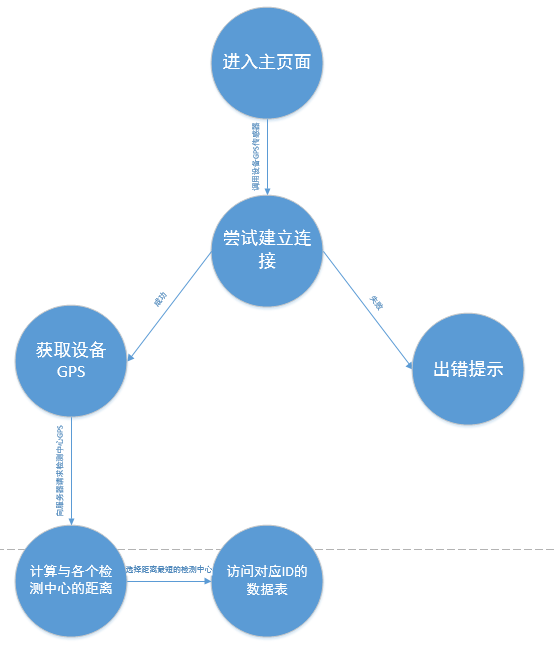 进入主页面
调用设备GPS传感器
尝试建立连
接
成功
失败
获取设备
GPS
出错提示
向服务器请求检测中心GPS
计算与各个检
测中心的距离
选择距离最短的检测中心
访问对应ID的
数据表